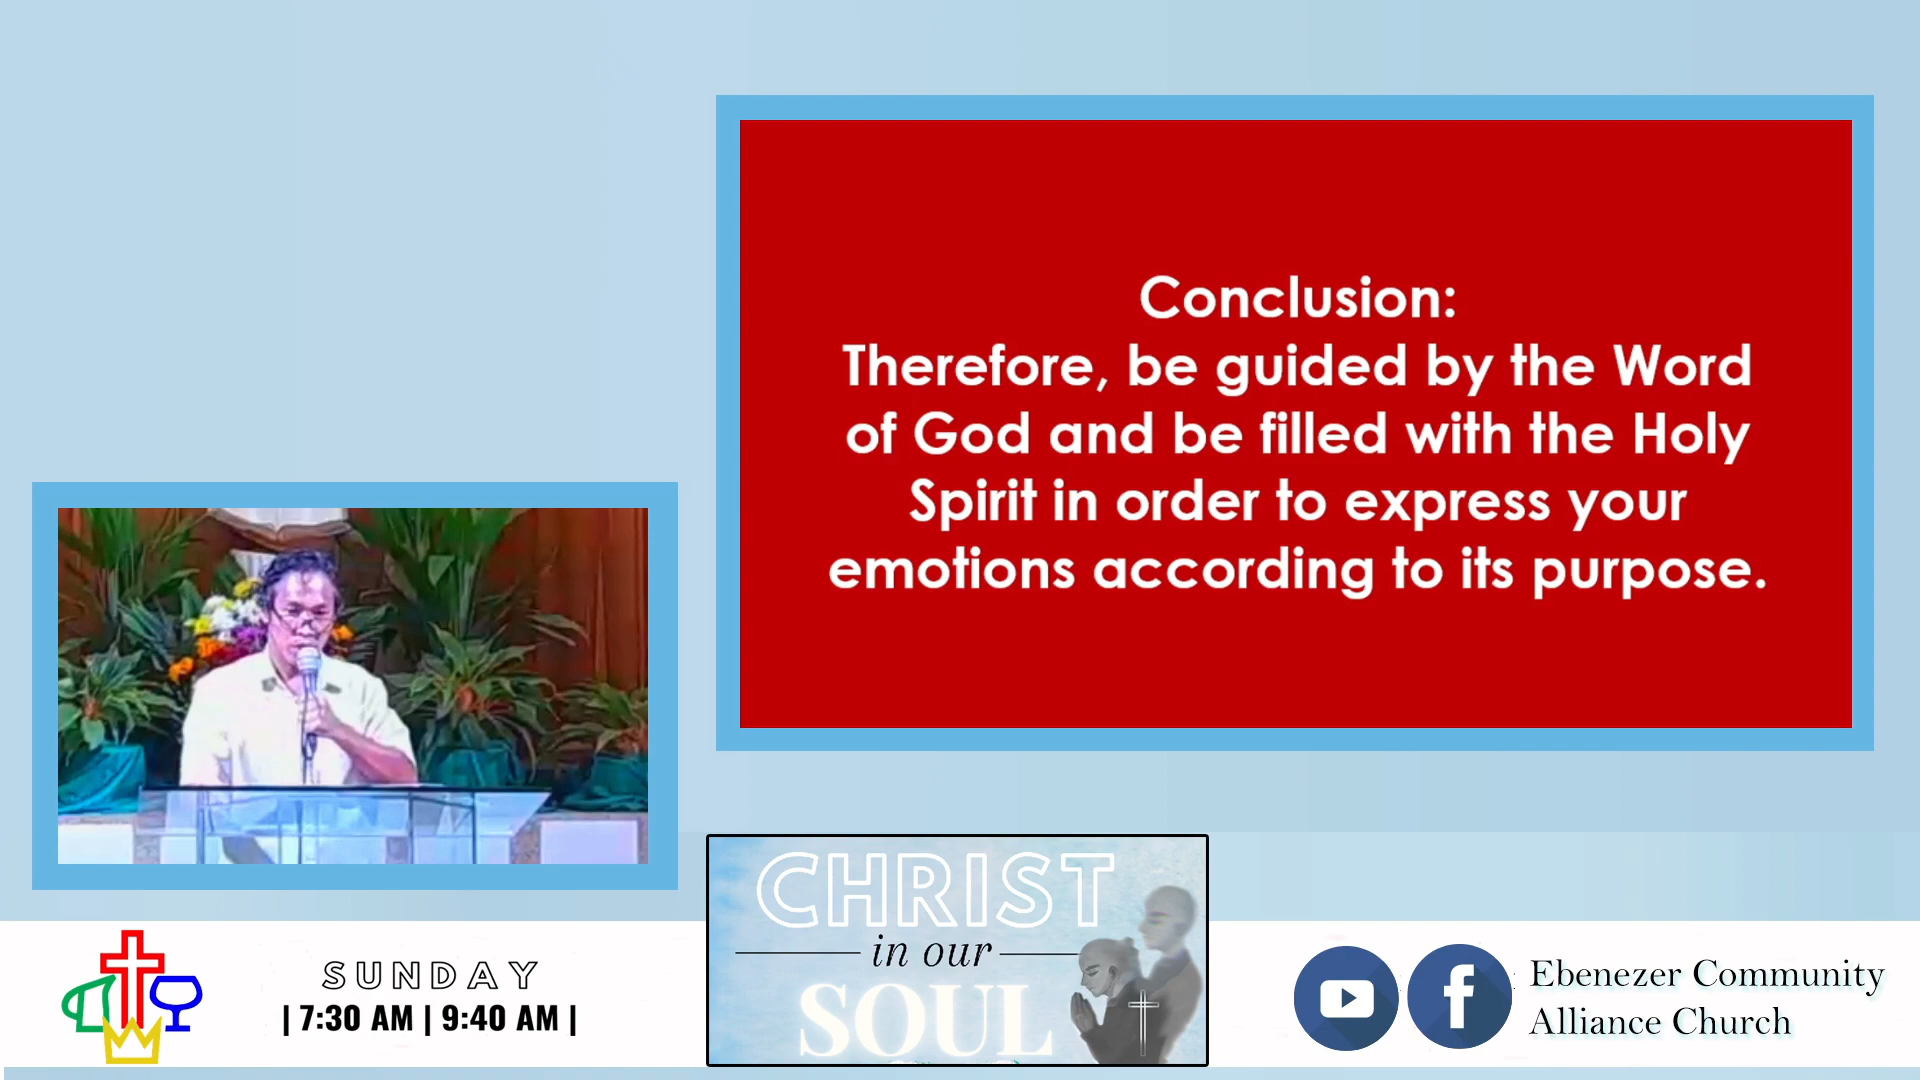 Conclusion:
Therefore, be guided by the Word
of God and be filled with the Holy
Spirit in order to express your
emotions according to its purpose.
SUNDAY
| 7:30 AM | 9:40 AM |
CHRIST
in our
SOUL
Ebenezer Community
Alliance Church